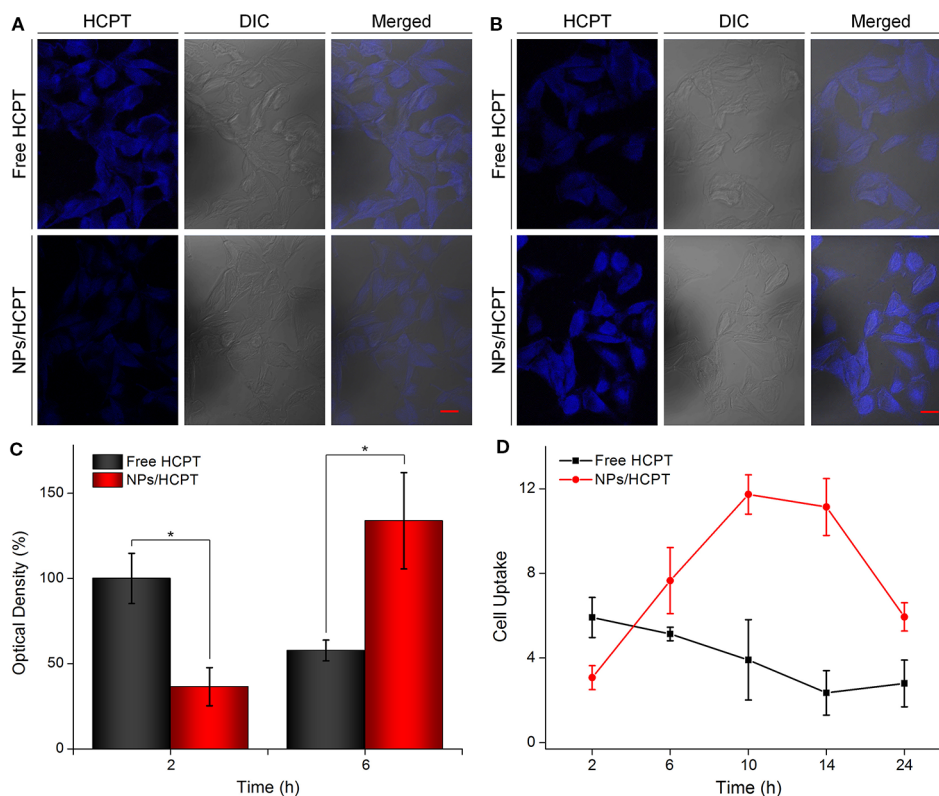 A HCPT DIC Merged
Free HCPT
NPs/HCPT
B HCPT DIC Merged
Free HCPT
NPs/HCPT
C
Free HCPT
NPs/HCPT
*
*
Optical Density (%)
150
100
50
0
2 6
Time (h)
D
Free HCPT
NPs/HCPT
Cell Uptake
12
8
4
0
2 6 10 14 24
Time (h)